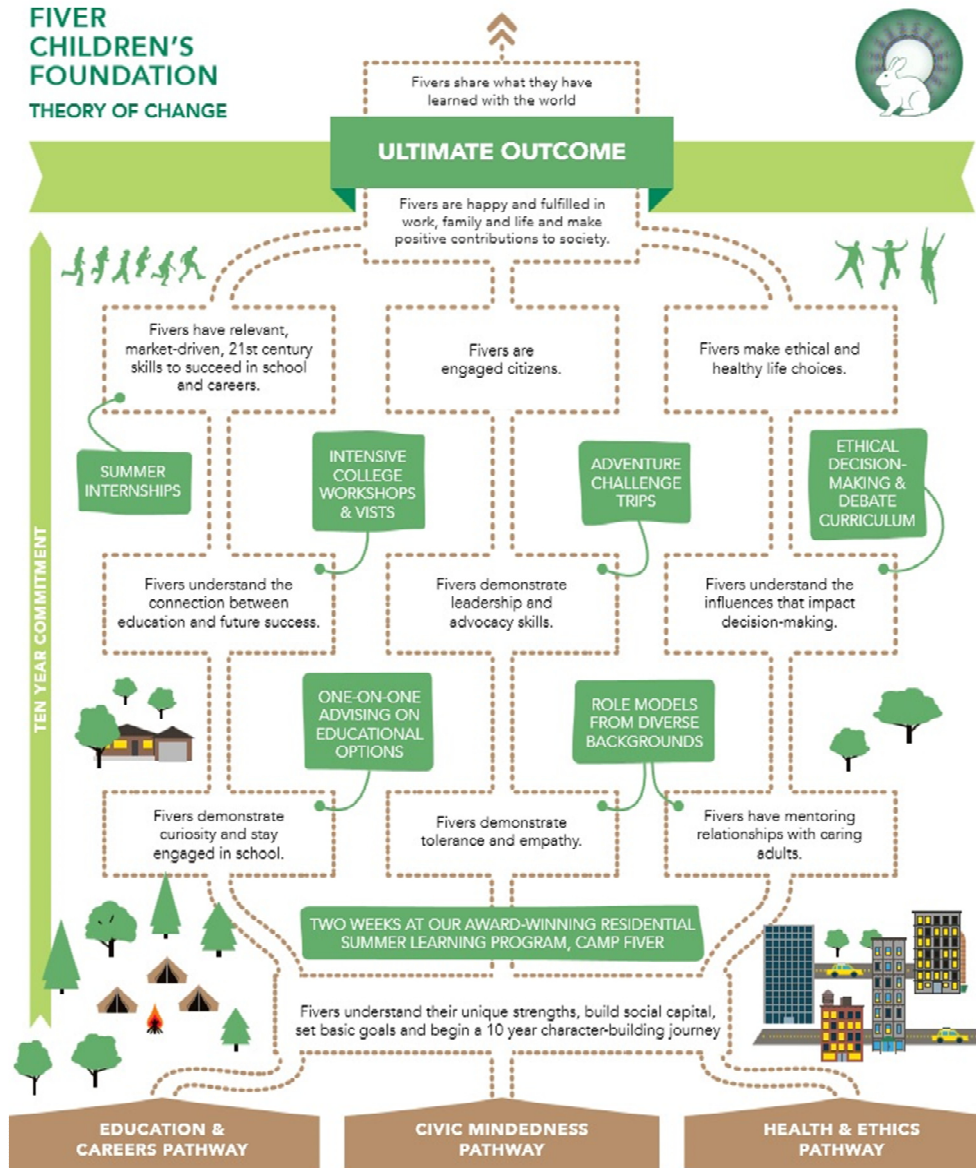 FIVER
CHILDREN'S
FOUNDATION
THEORY OF CHANGE
Fivers share what they have
learned with the world
ULTIMATE OUTCOME
Fivers are happy and fulfilled in
work, family and life and make
positive contributions to society.
Fivers have relevant,
market-driven, 21st century
skills to succeed in school
and careers.
Fivers are
engaged citizens.
Fivers make ethical and
healthy life choices.
SUMMER
INTERNSHIPS
INTENSIVE
COLLEGE
WORKSHOPS
& VISTS
ADVENTURE
CHALLENGE
TRIPS
ETHICAL
DECISION-
MAKING &
DEBATE
CURRICULUM
TEN YEAR COMMITMENT
Fivers understand the
connection between
education and future success.
Fivers demonstrate
leadership and
advocacy skills.
Fivers understand the
influences that impact
decision-making.
ONE-ON-ONE
ADVISING ON
EDUCATIONAL
OPTIONS
ROLE MODELS
FROM DIVERSE
BACKGROUNDS
Fivers demonstrate
curiosity and stay
engaged in school.
Fivers demonstrate
tolerance and empathy.
Fivers have mentoring
relationships with caring
adults.
TWO WEEKS AT OUR AWARD-WINNING RESIDENTIAL
SUMMER LEARNING PROGRAM, CAMP FIVER
Fivers understand their unique strengths, build social capital,
set basic goals and begin a 10 year character-building journey
EDUCATION &
CAREERS PATHWAY
CIVIC MINDEDNESS
PATHWAY
HEALTH & ETHICS
PATHWAY